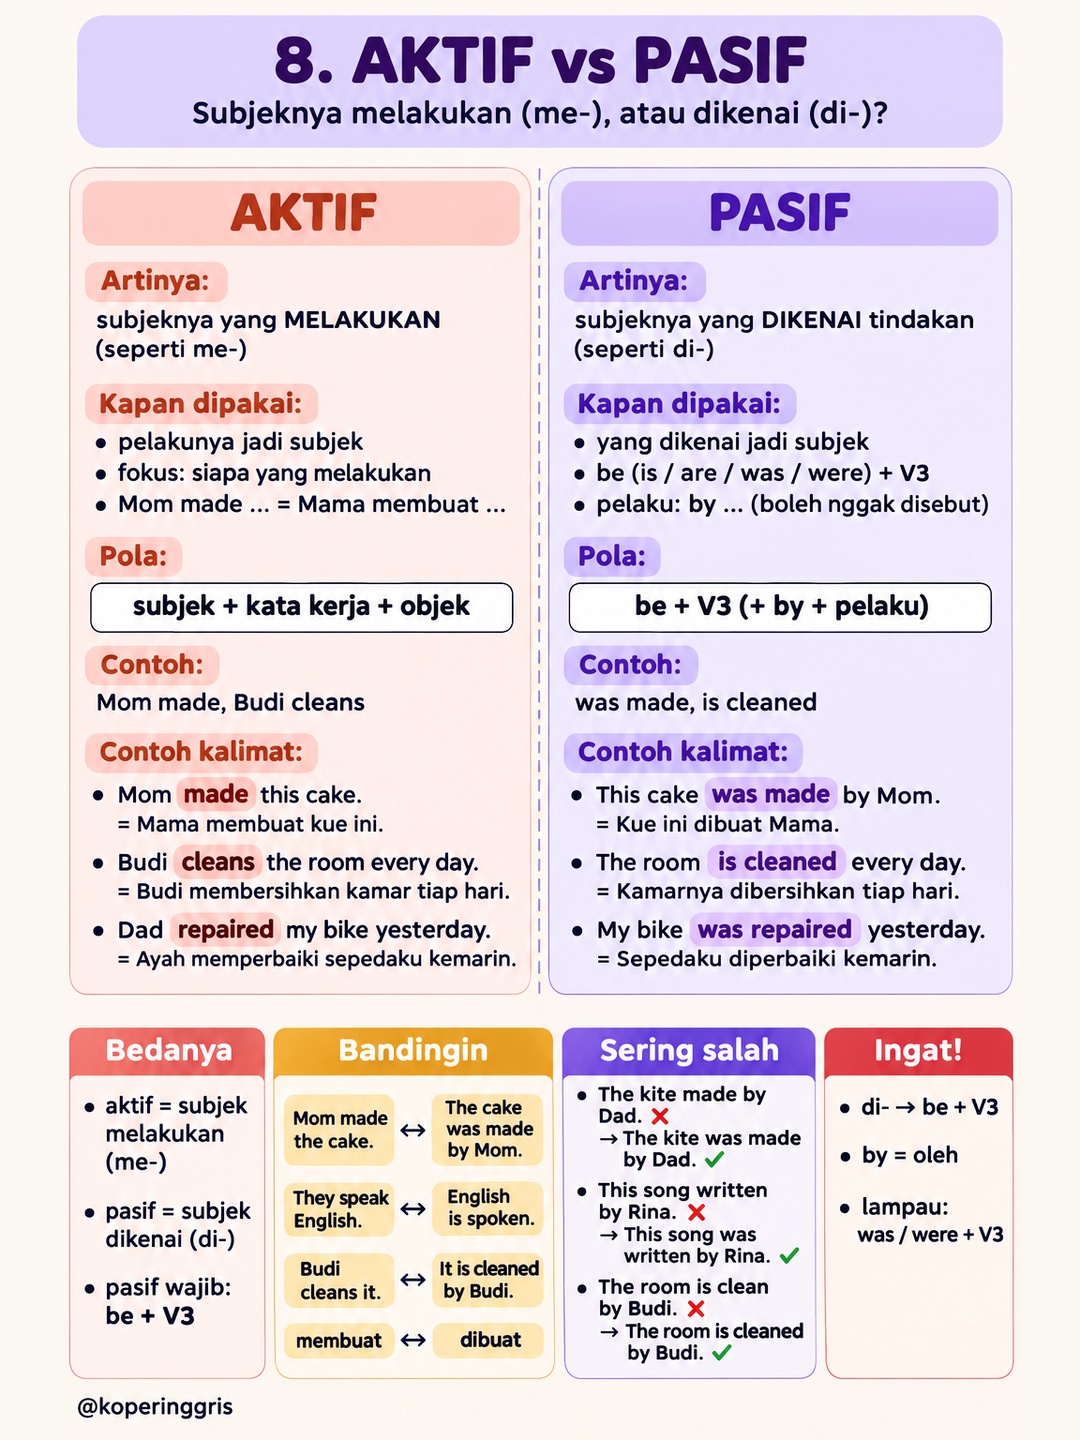 8. AKTIF vs PASIF
Subjeknya melakukan (me-), atau dikenai (di-)?
AKTIF
Artinya:
subjeknya yang MELAKUKAN
(seperti me-)
Kapan dipakai:
• pelakunya jadi subjek
• fokus: siapa yang melakukan
• Mom made ... = Mama membuat ...
Pola:
subjek + kata kerja + objek
Contoh:
Mom made, Budi cleans
Contoh kalimat:
• Mom made this cake.
= Mama membuat kue ini.
• Budi cleans the room every day.
= Budi membersihkan kamar tiap hari.
• Dad repaired my bike yesterday.
= Ayah memperbaiki sepedaku kemarin.
PASIF
Artinya:
subjeknya yang DIKENAI tindakan
(seperti di-)
Kapan dipakai:
• yang dikenai jadi subjek
• be (is / are / was / were) + V3
• pelaku: by ... (boleh nggak disebut)
Pola:
be + V3 (+ by + pelaku)
Contoh:
was made, is cleaned
Contoh kalimat:
• This cake was made by Mom.
= Kue ini dibuat Mama.
• The room is cleaned every day.
= Kamarnya dibersihkan tiap hari.
• My bike was repaired yesterday.
= Sepedaku diperbaiki kemarin.
Bedanya
• aktif = subjek
melakukan
(me-)
• pasif = subjek
dikenai (di-)
• pasif wajib:
be + V3
Bandingin
Mom made
the cake.
↔
The cake
was made
by Mom.
They speak
English.
↔
English
is spoken.
Budi
cleans it.
↔
It is cleaned
by Budi.
membuat ↔ dibuat
Sering salah
• The kite made by
Dad. ❌
→ The kite was made
by Dad. ✓
• This song written
by Rina. ❌
→ This song was
written by Rina. ✓
• The room is clean
by Budi. ❌
→ The room is cleaned
by Budi. ✓
Ingat!
• di- → be + V3
• by = oleh
• lampau:
was / were + V3
@koperinggris